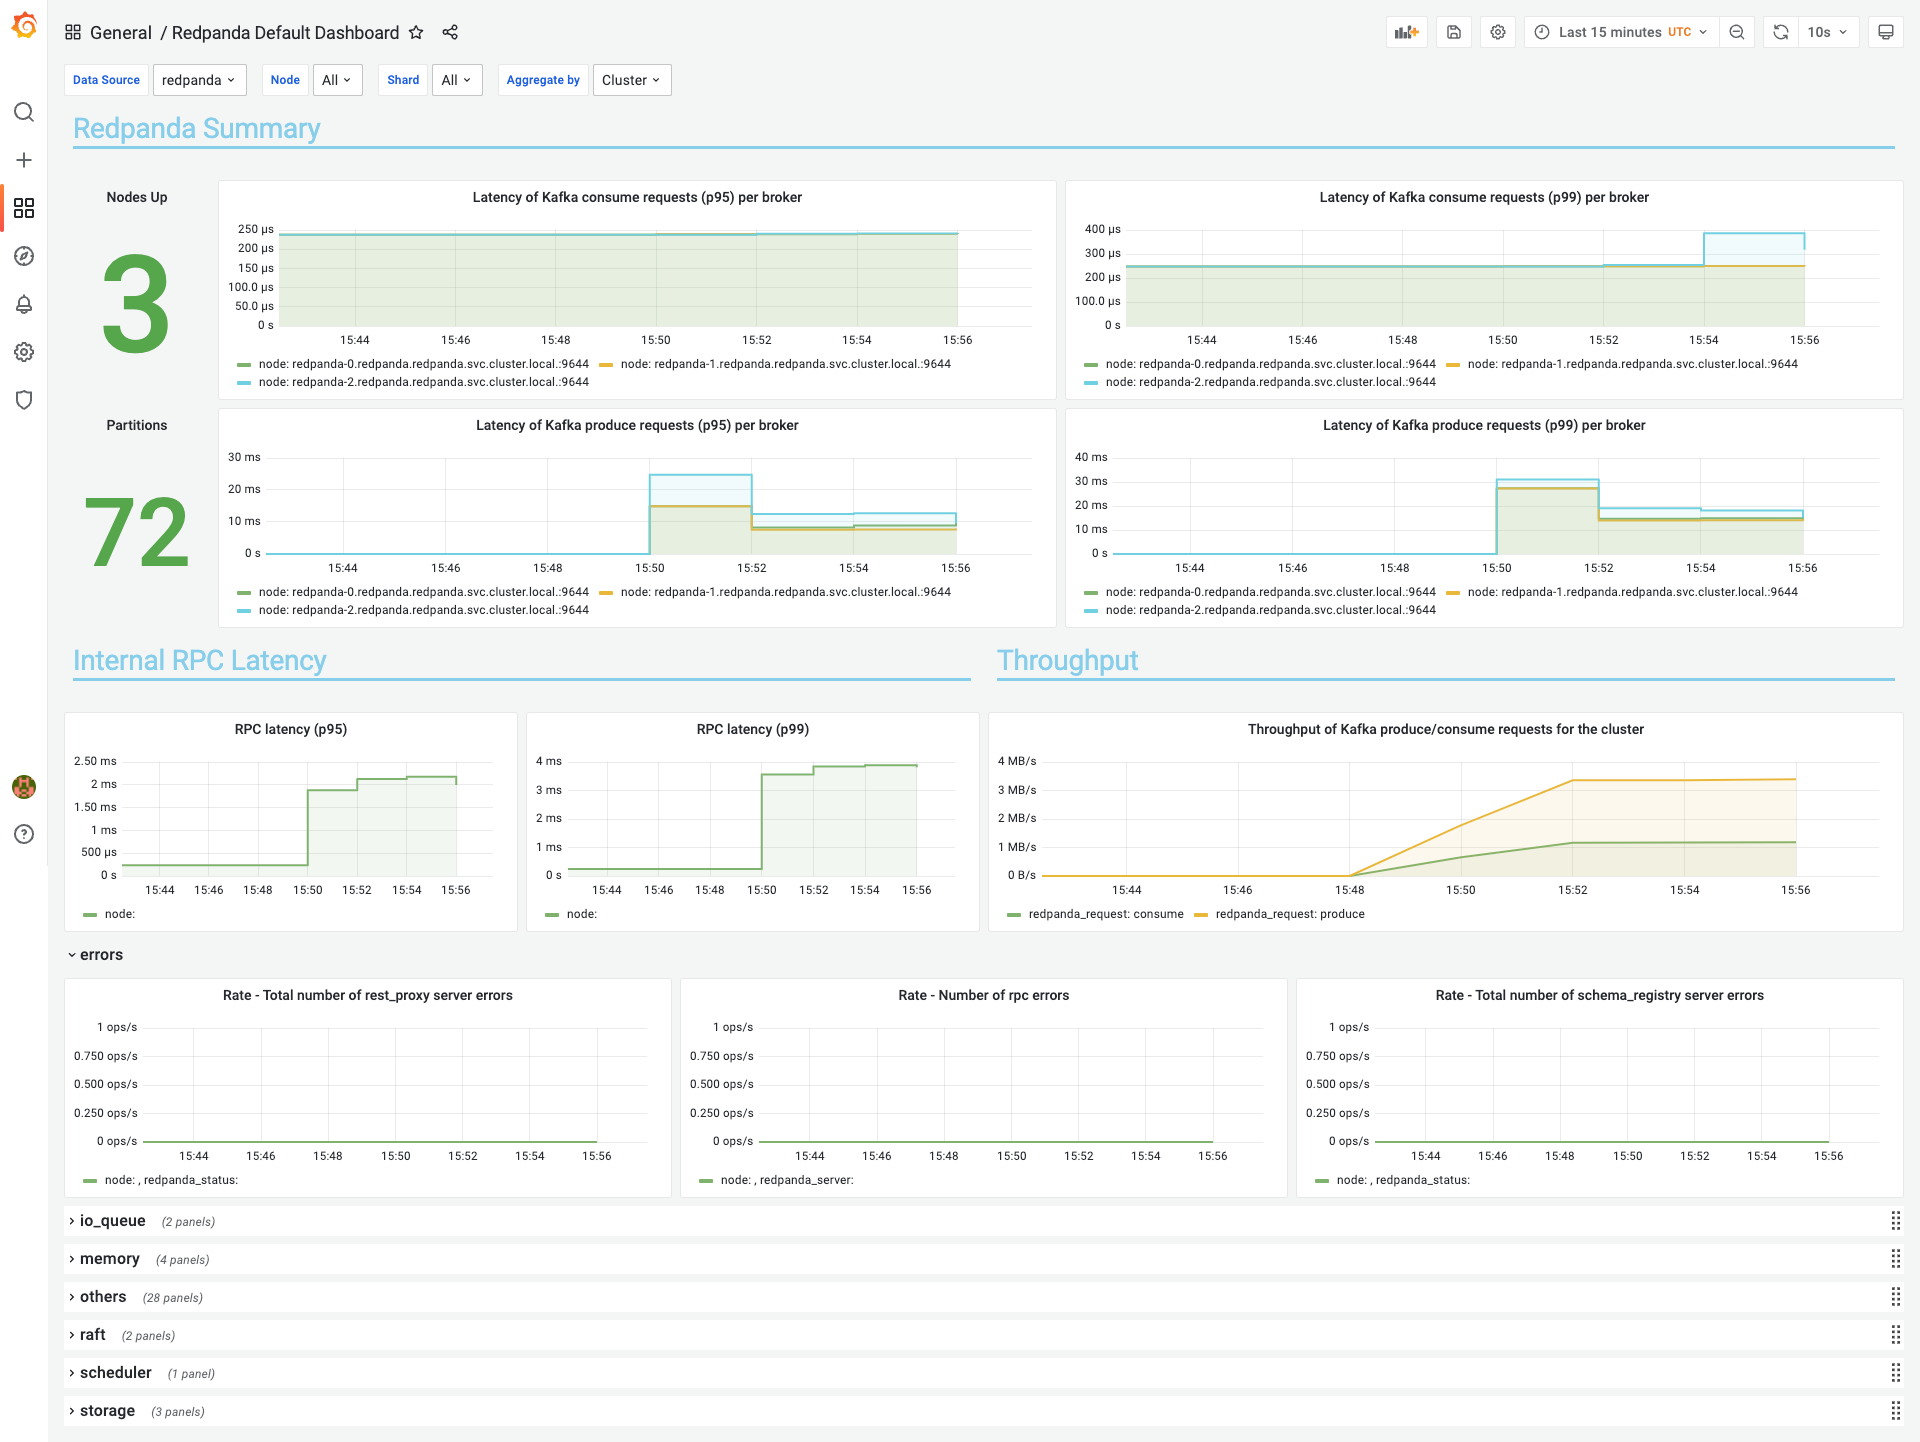 General / Redpanda Default Dashboard
Last 15 minutes UTC
10s
Data Source redpanda Node All Shard All Aggregate by Cluster
Redpanda Summary
Nodes Up
3
Latency of Kafka consume requests (p95) per broker
250 µs
200 µs
150 µs
100.0 µs
50.0 µs
0 s
15:44 15:46 15:48 15:50 15:52 15:54 15:56
node: redpanda-0.redpanda.redpanda.svc.cluster.local.:9644 node: redpanda-1.redpanda.redpanda.svc.cluster.local.:9644
node: redpanda-2.redpanda.redpanda.svc.cluster.local.:9644
Latency of Kafka consume requests (p99) per broker
400 µs
300 µs
200 µs
100.0 µs
0 s
15:44 15:46 15:48 15:50 15:52 15:54 15:56
node: redpanda-0.redpanda.redpanda.svc.cluster.local.:9644 node: redpanda-1.redpanda.redpanda.svc.cluster.local.:9644
node: redpanda-2.redpanda.redpanda.svc.cluster.local.:9644
Partitions
72
Latency of Kafka produce requests (p95) per broker
30 ms
20 ms
10 ms
0 s
15:44 15:46 15:48 15:50 15:52 15:54 15:56
node: redpanda-0.redpanda.redpanda.svc.cluster.local.:9644 node: redpanda-1.redpanda.redpanda.svc.cluster.local.:9644
node: redpanda-2.redpanda.redpanda.svc.cluster.local.:9644
Latency of Kafka produce requests (p99) per broker
40 ms
30 ms
20 ms
10 ms
0 s
15:44 15:46 15:48 15:50 15:52 15:54 15:56
node: redpanda-0.redpanda.redpanda.svc.cluster.local.:9644 node: redpanda-1.redpanda.redpanda.svc.cluster.local.:9644
node: redpanda-2.redpanda.redpanda.svc.cluster.local.:9644
Internal RPC Latency
Throughput
RPC latency (p95)
2.50 ms
2 ms
1.50 ms
1 ms
500 µs
0 s
15:44 15:46 15:48 15:50 15:52 15:54 15:56
node:
RPC latency (p99)
4 ms
3 ms
2 ms
1 ms
0 s
15:44 15:46 15:48 15:50 15:52 15:54 15:56
node:
Throughput of Kafka produce/consume requests for the cluster
4 MB/s
3 MB/s
2 MB/s
1 MB/s
0 B/s
15:44 15:46 15:48 15:50 15:52 15:54 15:56
redpanda_request: consume redpanda_request: produce
errors
Rate - Total number of rest_proxy server errors
1 ops/s
0.750 ops/s
0.500 ops/s
0.250 ops/s
0 ops/s
15:44 15:46 15:48 15:50 15:52 15:54 15:56
node: , redpanda_status:
Rate - Number of rpc errors
1 ops/s
0.750 ops/s
0.500 ops/s
0.250 ops/s
0 ops/s
15:44 15:46 15:48 15:50 15:52 15:54 15:56
node: , redpanda_server:
Rate - Total number of schema_registry server errors
1 ops/s
0.750 ops/s
0.500 ops/s
0.250 ops/s
0 ops/s
15:44 15:46 15:48 15:50 15:52 15:54 15:56
node: , redpanda_status:
io_queue (2 panels)
memory (4 panels)
others (28 panels)
raft (2 panels)
scheduler (1 panel)
storage (3 panels)